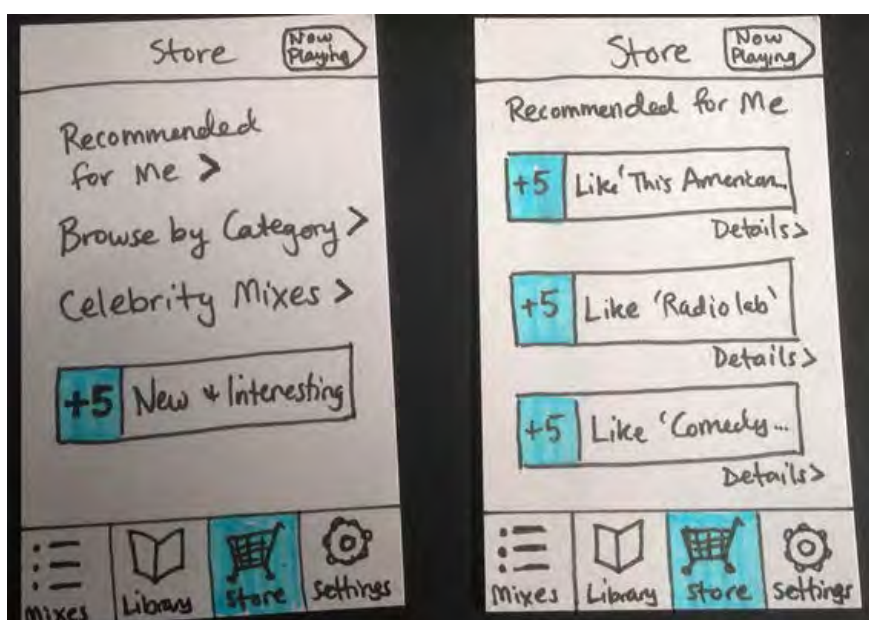 Store
Now
Playing
Recommended
for Me >
Browse by Category >
Celebrity Mixes >
+5 New + Interesting
Mixes
Library
Store
Settings
Store
Now
Playing
Recommended for Me
+5 Like 'This American...
Details >
+5 Like 'Radiolab'
Details >
+5 Like 'Comedy...
Details >
Mixes
Library
Store
Settings